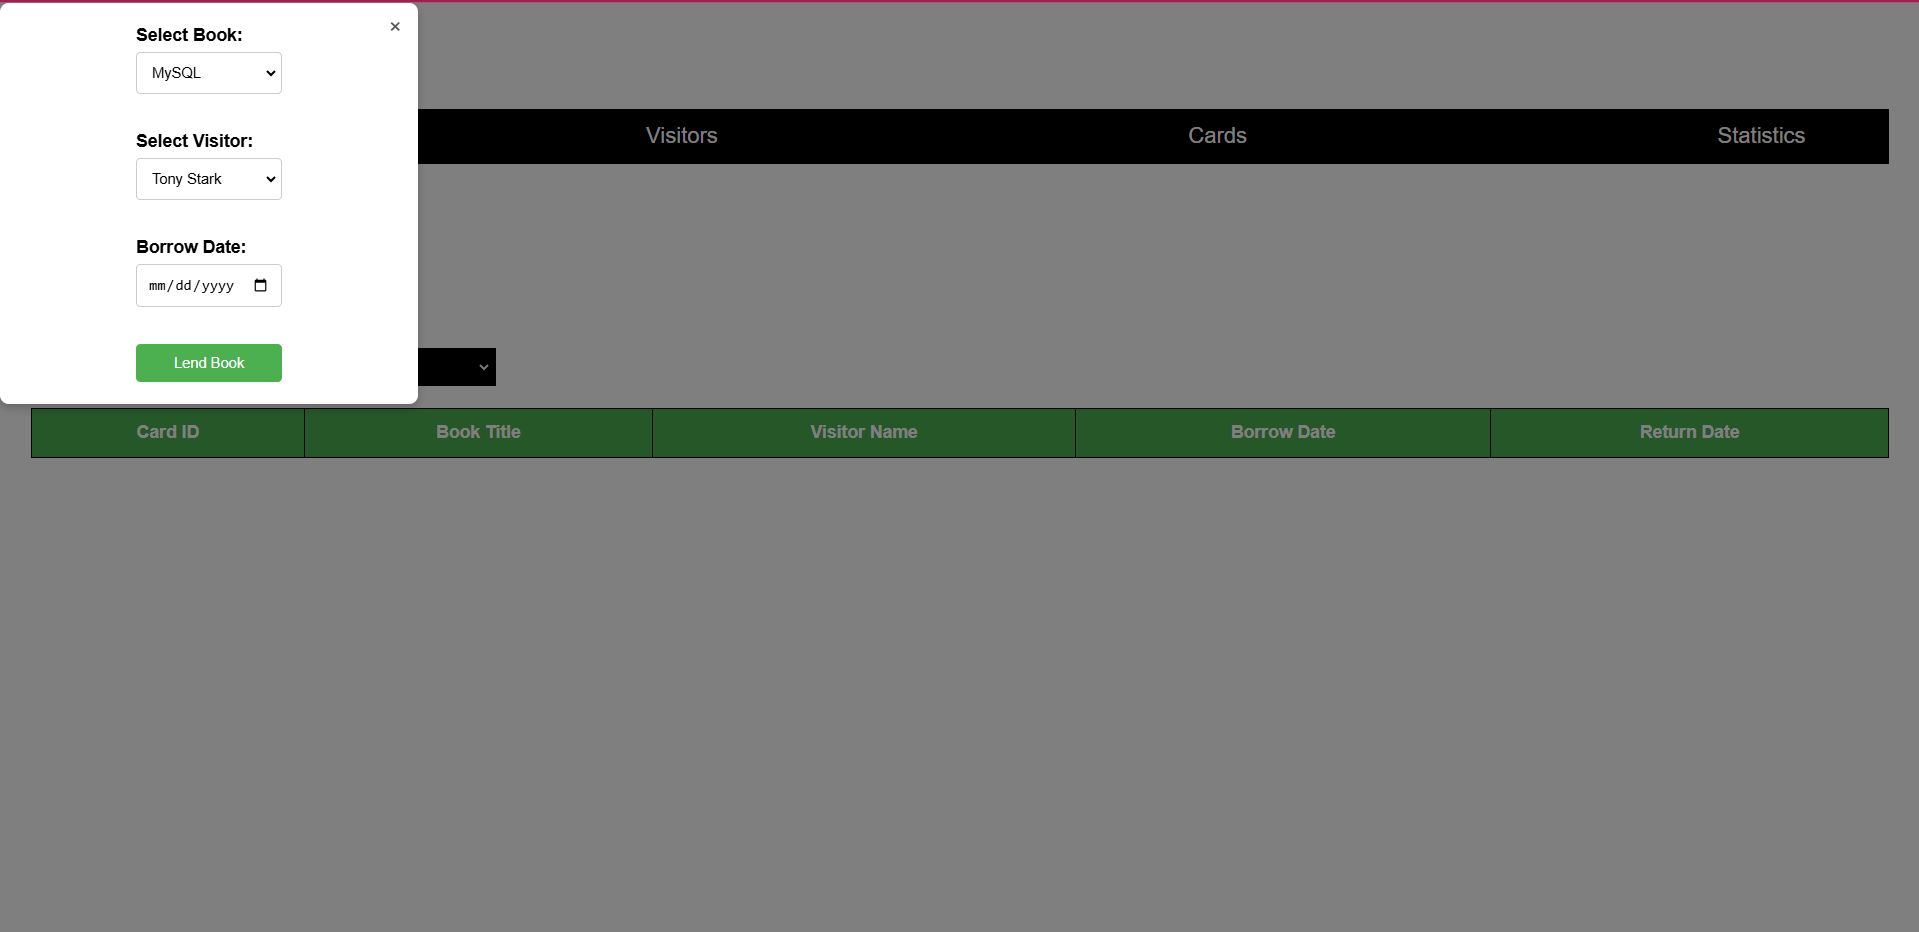 ×
Select Book:
MySQL
Select Visitor:
Tony Stark
Borrow Date:
mm/dd/yyyy
Lend Book
Visitors
Cards
Statistics
Card ID
Book Title
Visitor Name
Borrow Date
Return Date